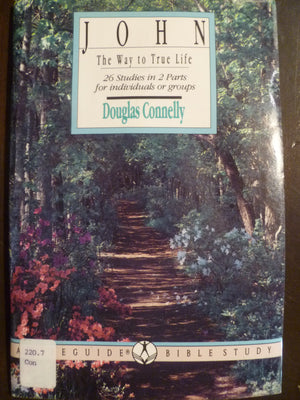 JOHN
The Way to True Life
26 Studies in 2 Parts
for individuals or groups
Douglas Connelly
A EGUIDE® BIBLE STUDY
220.7
Con